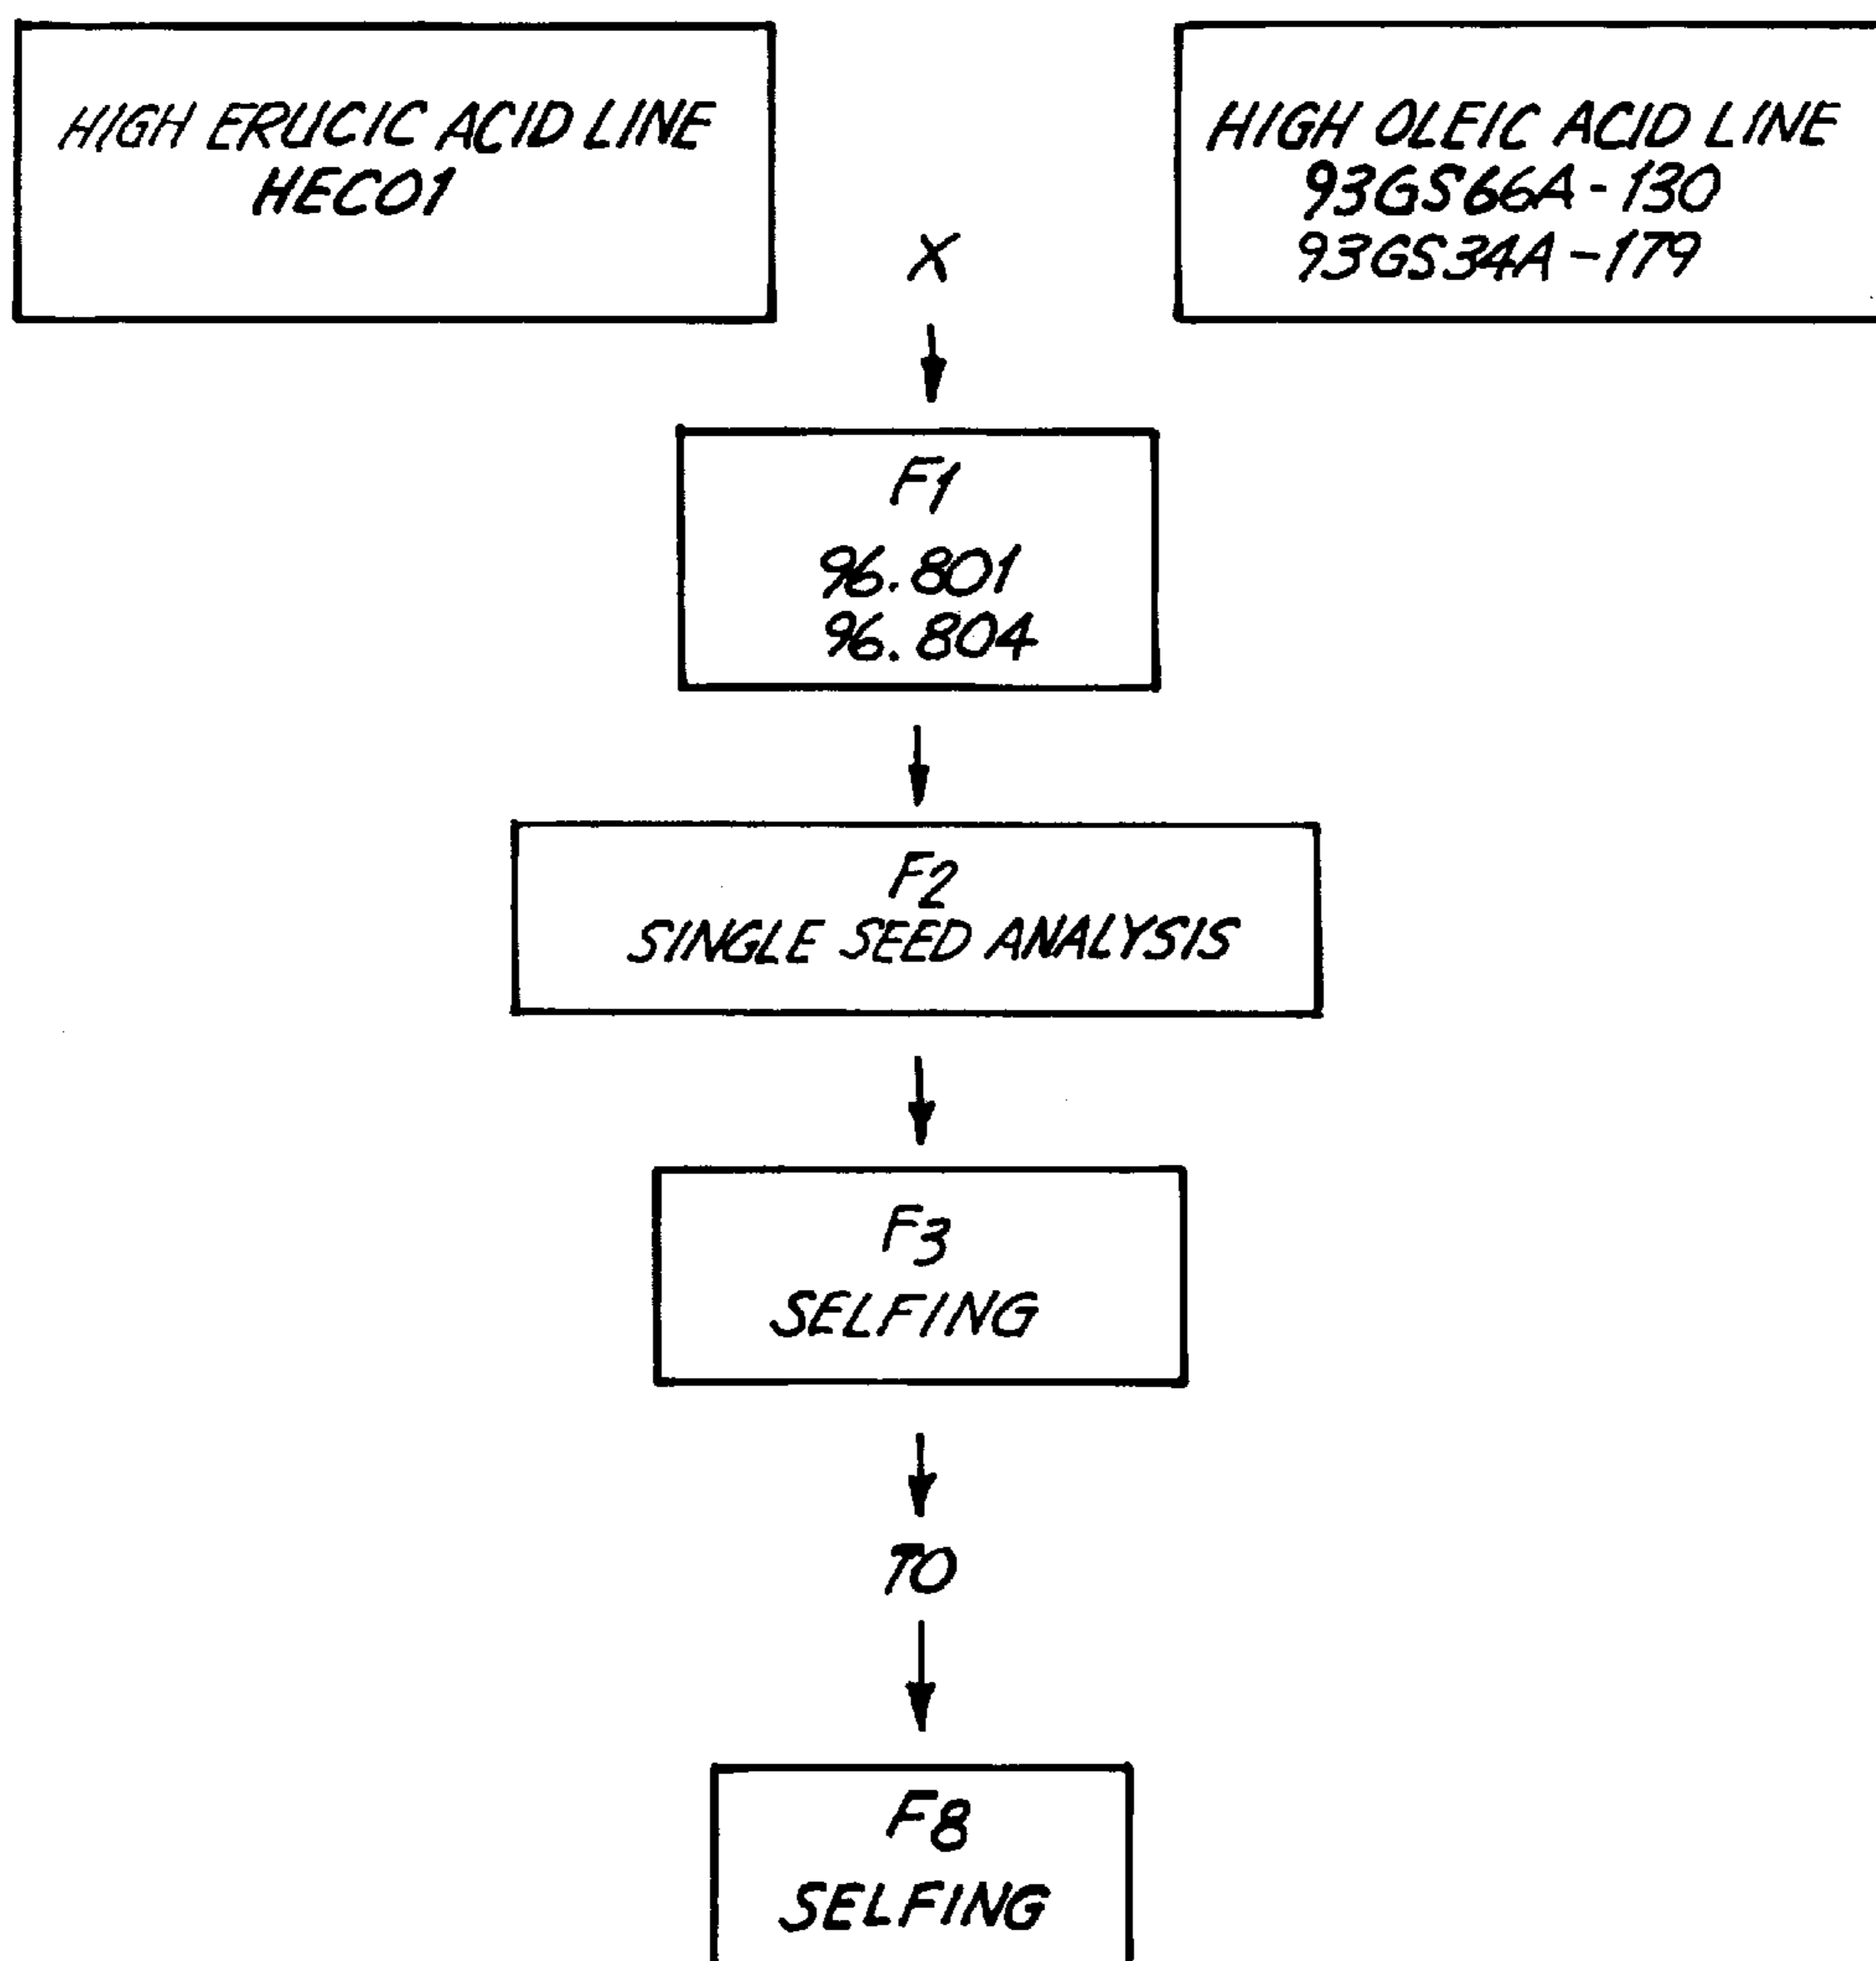 HIGH ERUCIC ACID LINE
HECO1
X
HIGH OLEIC ACID LINE
93GS66A-130
93GS34A-179
F1
96.801
96.804
F2
SINGLE SEED ANALYSIS
F3
SELFING
TO
F8
SELFING